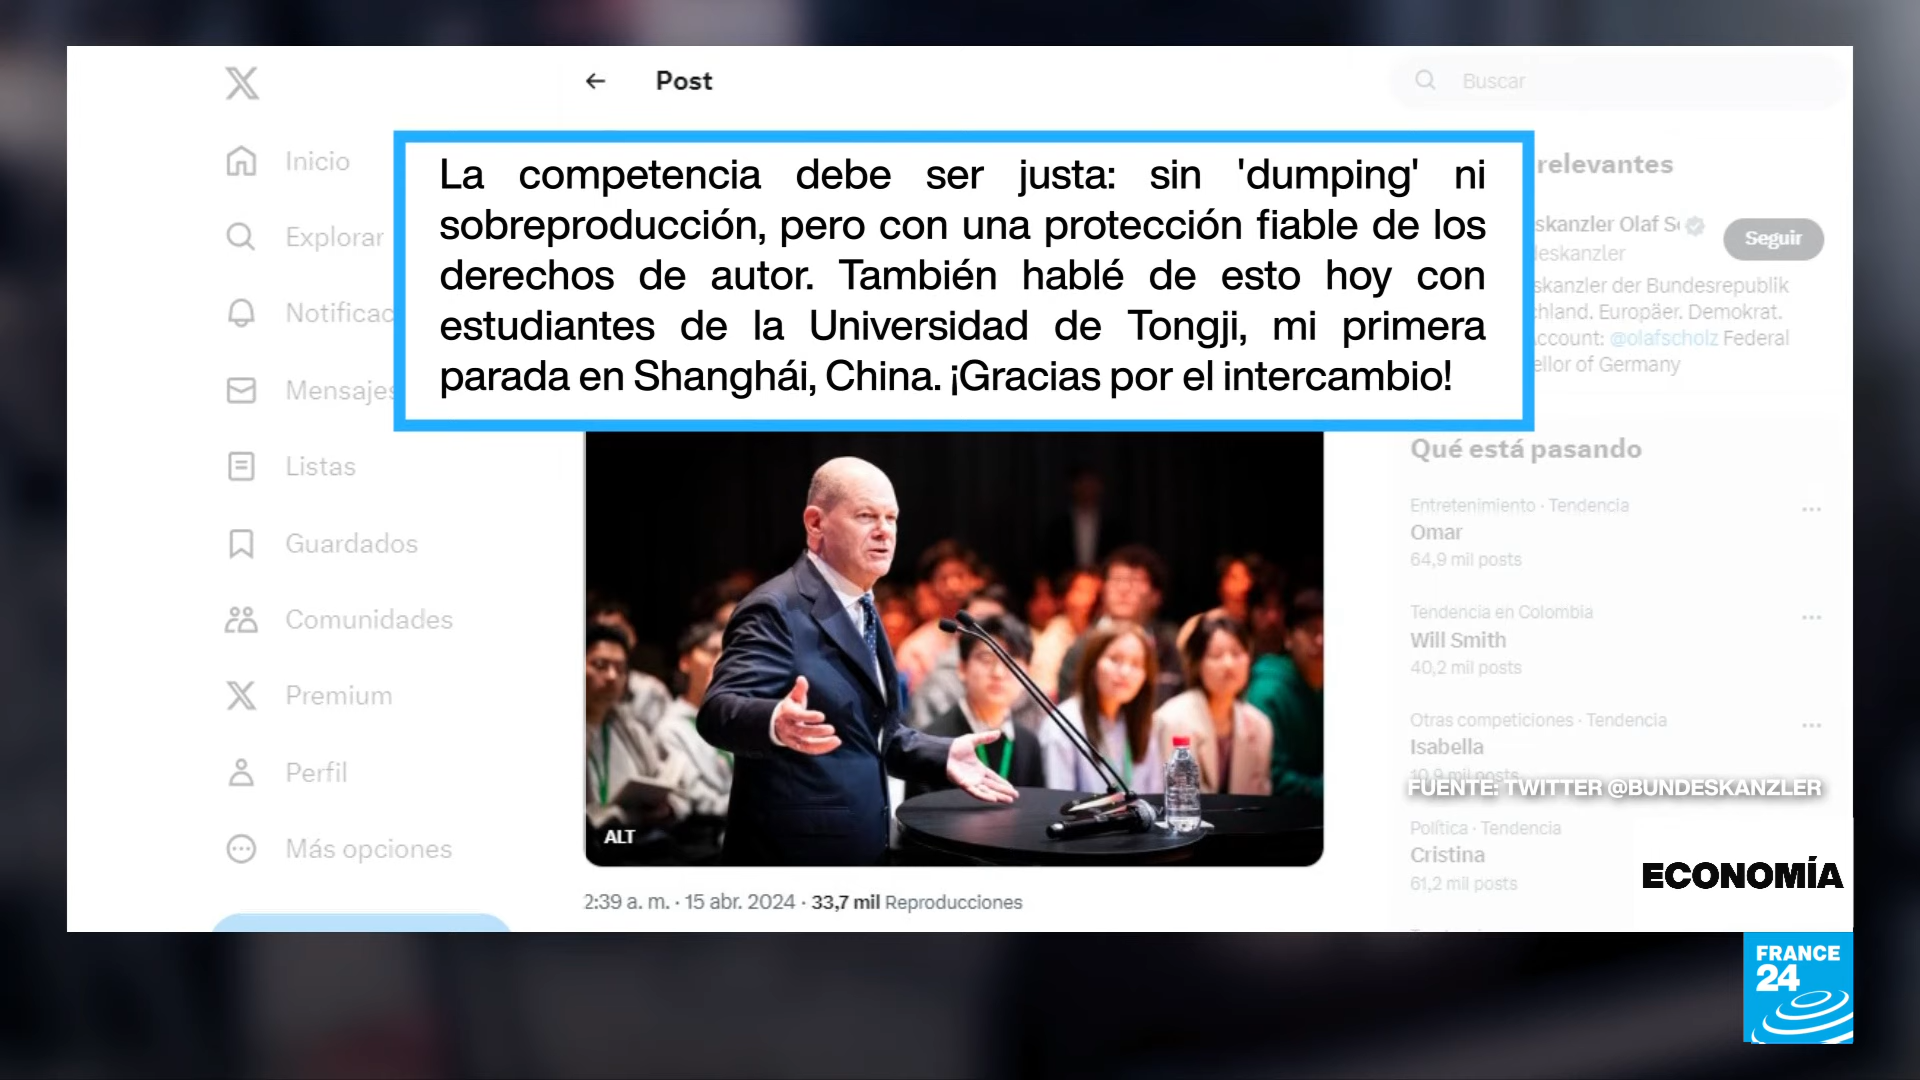 Post
Buscar
Inicio
Explorar
Notificac
Mensajes
Listas
Guardados
Comunidades
Premium
Perfil
Más opciones
La competencia debe ser justa: sin 'dumping' ni
sobreproducción, pero con una protección fiable de los
derechos de autor. También hablé de esto hoy con
estudiantes de la Universidad de Tongji, mi primera
parada en Shanghái, China. ¡Gracias por el intercambio!
ALT
2:39 a. m. · 15 abr. 2024 · 33,7 mil Reproducciones
relevantes
skanzler Olaf Sc
Seguir
leskanzler
skanzler der Bundesrepublik
chland. Europäer. Demokrat.
ccount: @olafscholz Federal
ellor of Germany
Qué está pasando
Entretenimiento · Tendencia
Omar
64,9 mil posts
Tendencia en Colombia
Will Smith
40,2 mil posts
Otras competiciones · Tendencia
Isabella
10,9 mil posts
FUENTE: TWITTER @BUNDESKANZLER
Política · Tendencia
Cristina
61,2 mil posts
ECONOMÍA
FRANCE
24